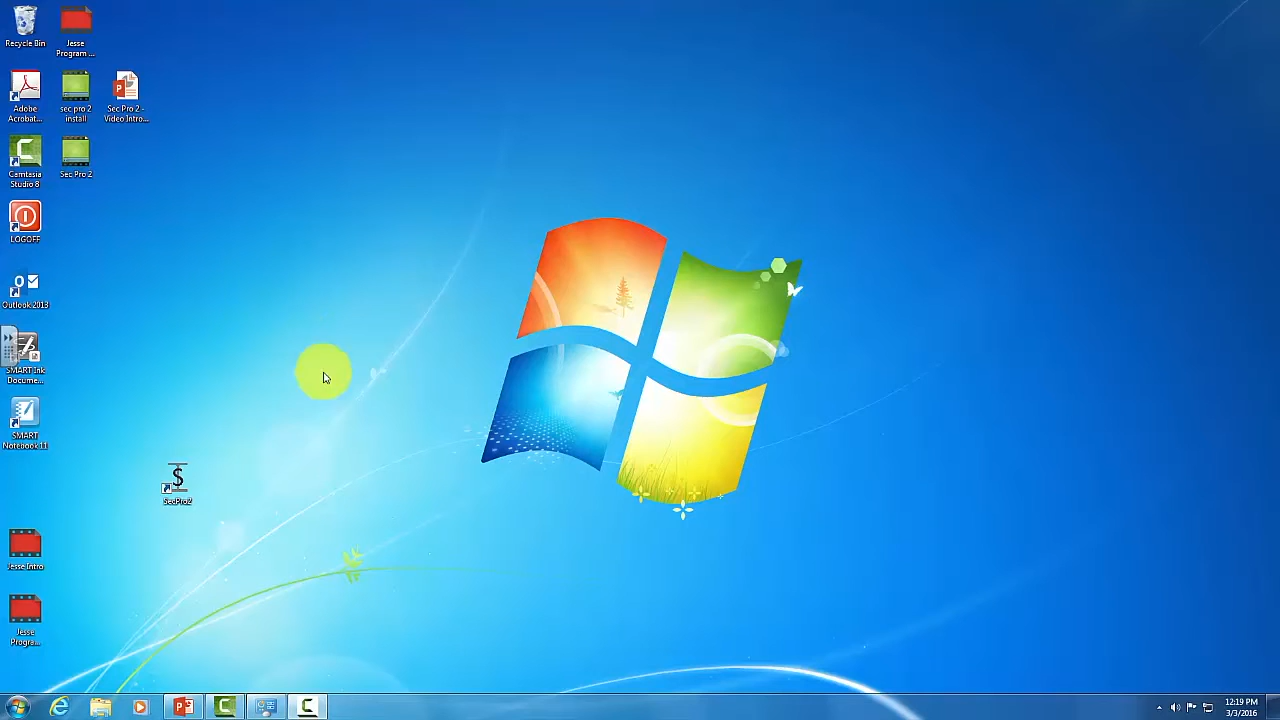 Recycle Bin
Jesse
Program ...
Adobe
Acrobat...
sec pro 2
install
Sec Pro 2 -
Video Intro...
Camtasia
Studio 8
Sec Pro 2
LOGOFF
Outlook 2013
SMART Ink
Docume...
SMART
Notebook 11
SecPro2
Jesse Intro
Jesse
Progra...
12:19 PM
3/3/2016